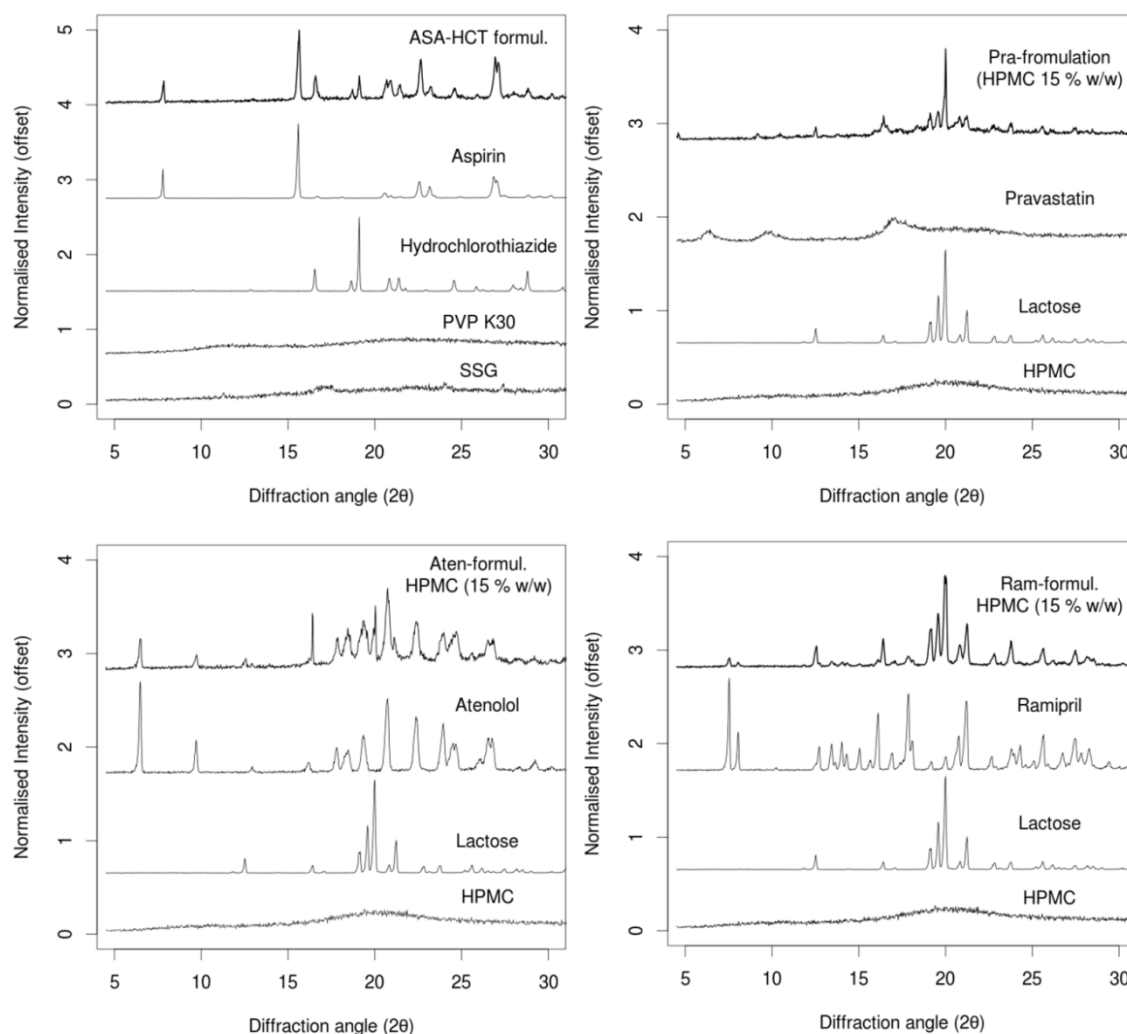 Normalised Intensity (offset)
5
4
3
2
1
0
ASA-HCT formul.
Aspirin
Hydrochlorothiazide
PVP K30
SSG
5 10 15 20 25 30
Diffraction angle (2θ)
Normalised Intensity (offset)
4
3
2
1
0
Pra-fromulation
(HPMC 15 % w/w)
Pravastatin
Lactose
HPMC
5 10 15 20 25 30
Diffraction angle (2θ)
Normalised Intensity (offset)
4
3
2
1
0
Aten-formul.
HPMC (15 % w/w)
Atenolol
Lactose
HPMC
5 10 15 20 25 30
Diffraction angle (2θ)
Normalised Intensity (offset)
4
3
2
1
0
Ram-formul.
HPMC (15 % w/w)
Ramipril
Lactose
HPMC
5 10 15 20 25 30
Diffraction angle (2θ)